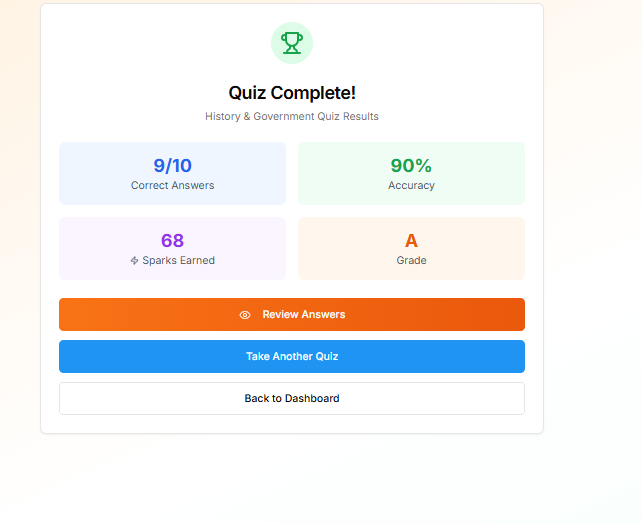 Quiz Complete!
History & Government Quiz Results
9/10
Correct Answers
90%
Accuracy
68
Sparks Earned
A
Grade
Review Answers
Take Another Quiz
Back to Dashboard